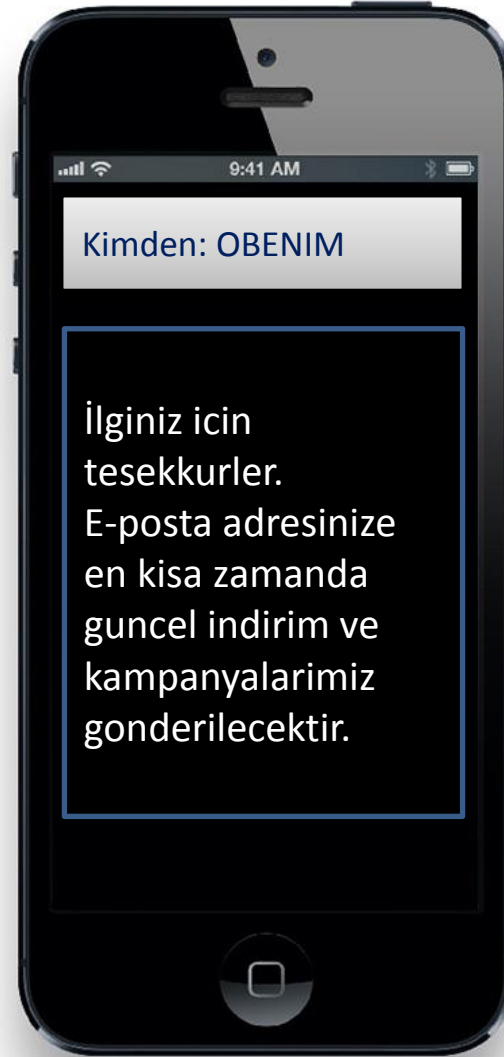 9:41 AM
Kimden: OBENIM
İlginiz icin
tesekkurler.
E-posta adresinize
en kisa zamanda
guncel indirim ve
kampanyalarimiz
gonderilecektir.